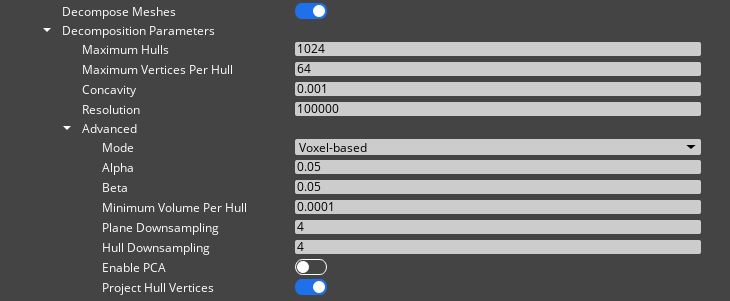 Decompose Meshes
Decomposition Parameters
Maximum Hulls 1024
Maximum Vertices Per Hull 64
Concavity 0.001
Resolution 100000
Advanced
Mode Voxel-based
Alpha 0.05
Beta 0.05
Minimum Volume Per Hull 0.0001
Plane Downsampling 4
Hull Downsampling 4
Enable PCA
Project Hull Vertices